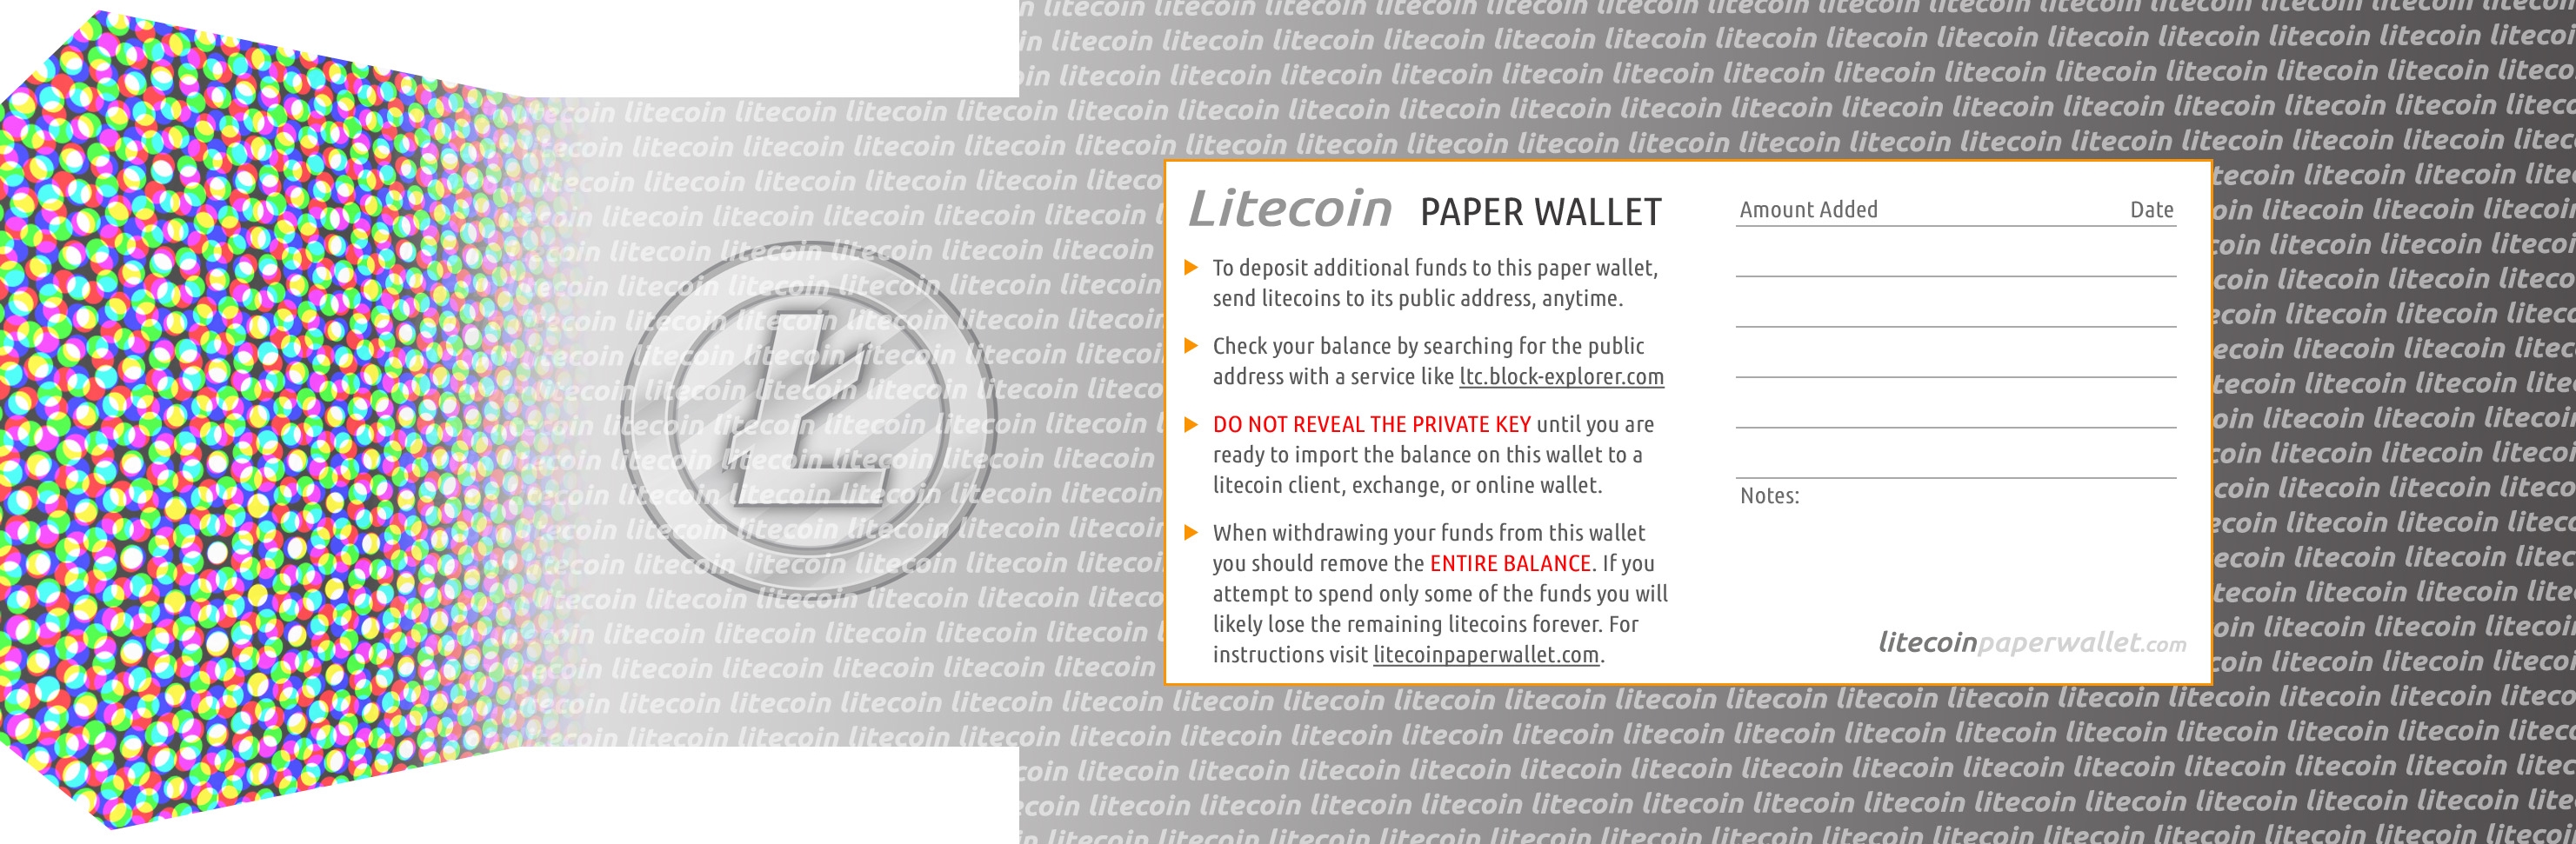 Litecoin PAPER WALLET
To deposit additional funds to this paper wallet,
send litecoins to its public address, anytime.
Check your balance by searching for the public
address with a service like ltc.block-explorer.com
DO NOT REVEAL THE PRIVATE KEY until you are
ready to import the balance on this wallet to a
litecoin client, exchange, or online wallet.
When withdrawing your funds from this wallet
you should remove the ENTIRE BALANCE. If you
attempt to spend only some of the funds you will
likely lose the remaining litecoins forever. For
instructions visit litecoinpaperwallet.com.
Amount Added Date
Notes:
litecoinpaperwallet.com